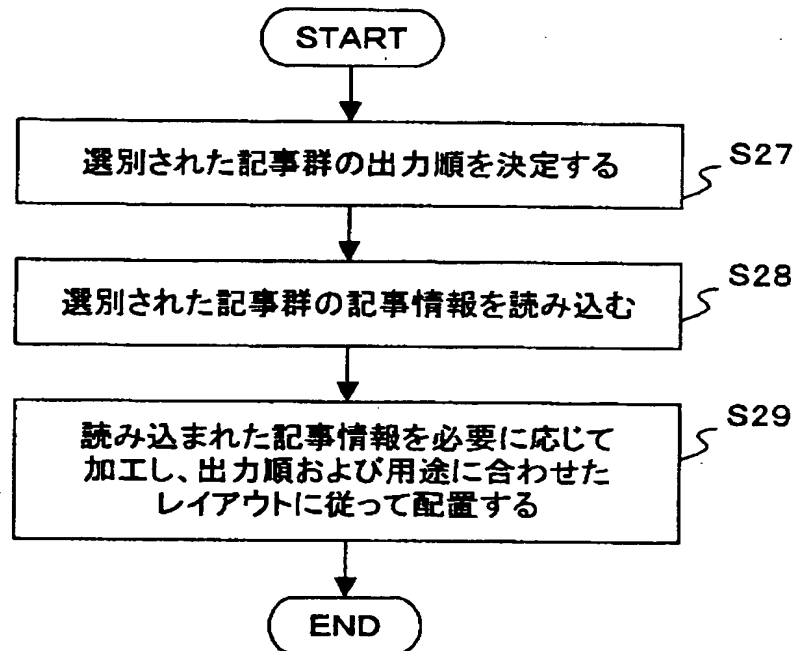 START
選別された記事群の出力順を決定する
S27
選別された記事群の記事情報を読み込む
S28
読み込まれた記事情報を必要に応じて
加工し、出力順および用途に合わせた
レイアウトに従って配置する
S29
END